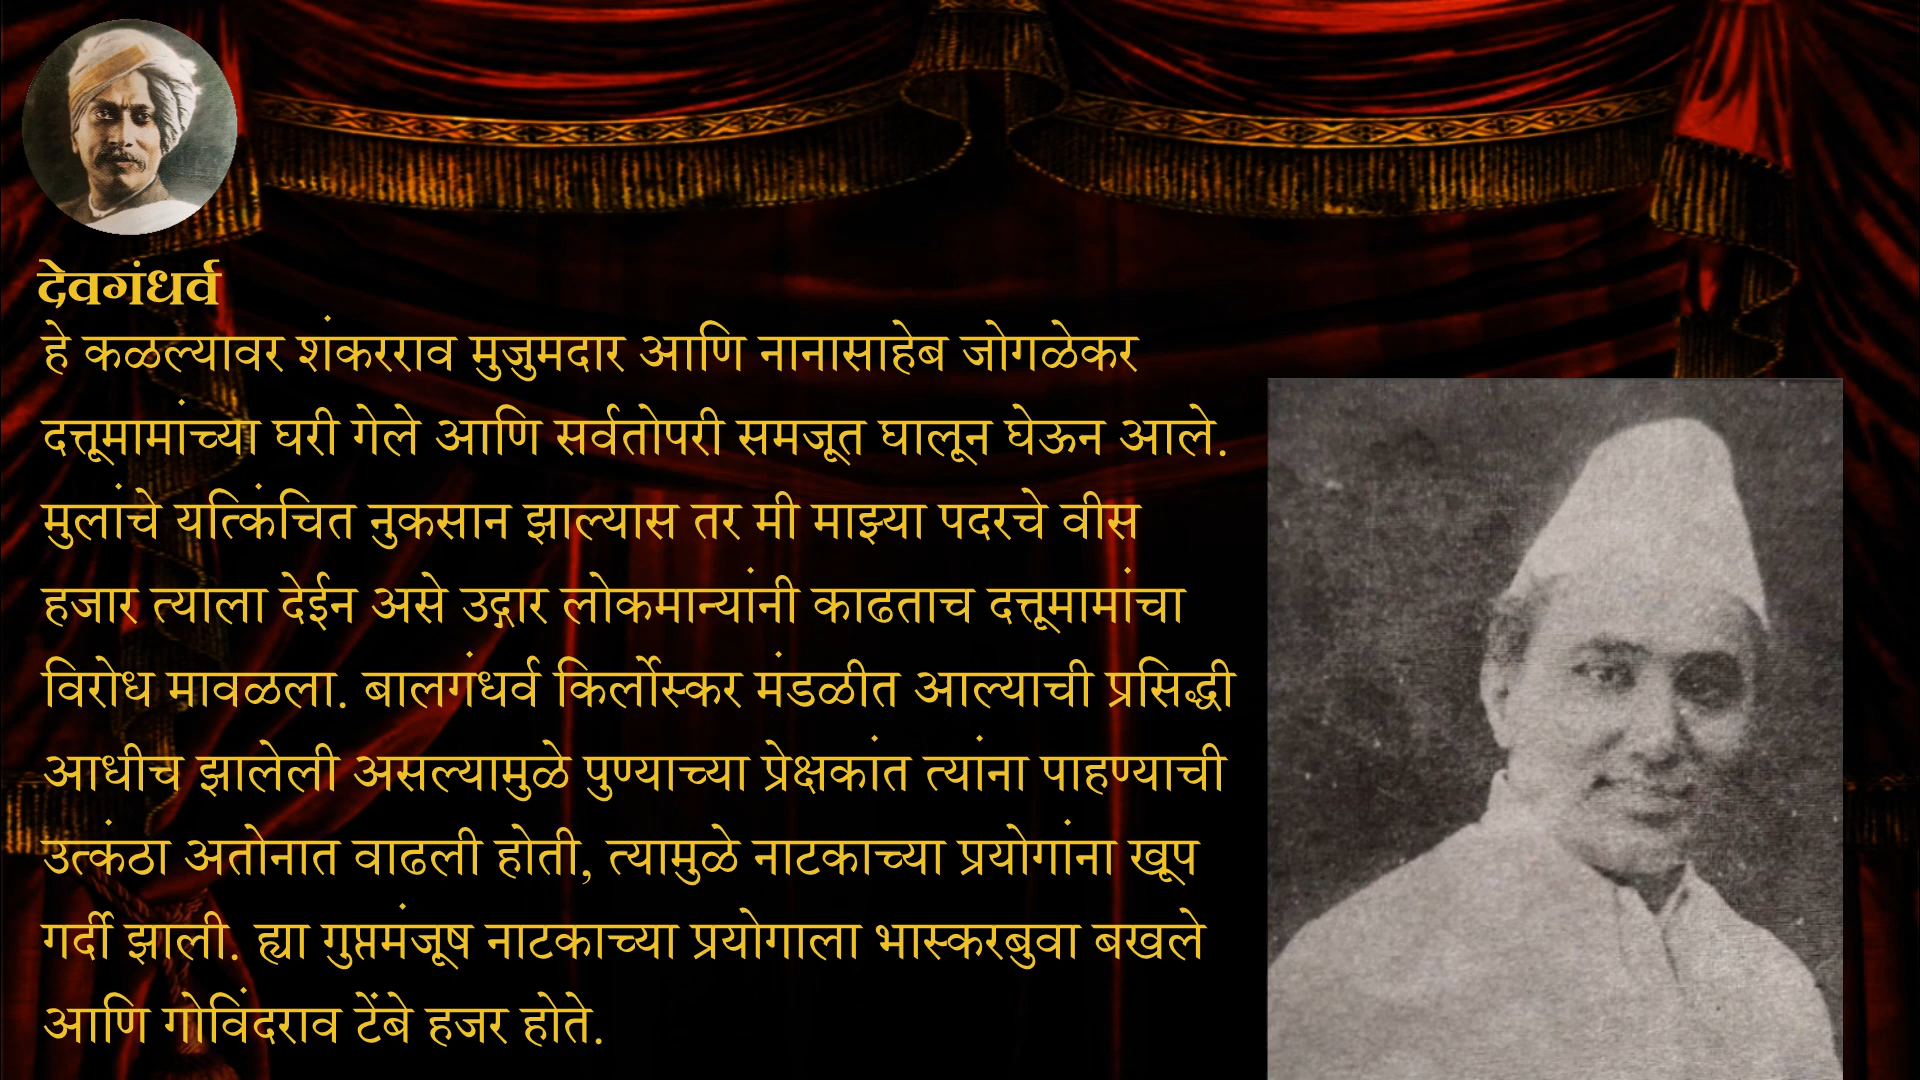 देवगंधर्व
हे कळल्यावर शंकरराव मुजुमदार आणि नानासाहेब जोगळेकर
दत्तूमामांच्या घरी गेले आणि सर्वतोपरी समजूत घालून घेऊन आले.
मुलांचे यत्किंचित नुकसान झाल्यास तर मी माझ्या पदरचे वीस
हजार त्याला देईन असे उद्गार लोकमान्यांनी काढताच दत्तूमामांचा
विरोध मावळला. बालगंधर्व किर्लोस्कर मंडळीत आल्याची प्रसिद्धी
आधीच झालेली असल्यामुळे पुण्याच्या प्रेक्षकांत त्यांना पाहण्याची
उत्कंठा अतोनात वाढली होती, त्यामुळे नाटकाच्या प्रयोगांना खूप
गर्दी झाली. ह्या गुप्तमंजूष नाटकाच्या प्रयोगाला भास्करबुवा बखले
आणि गोविंदराव टेंबे हजर होते.